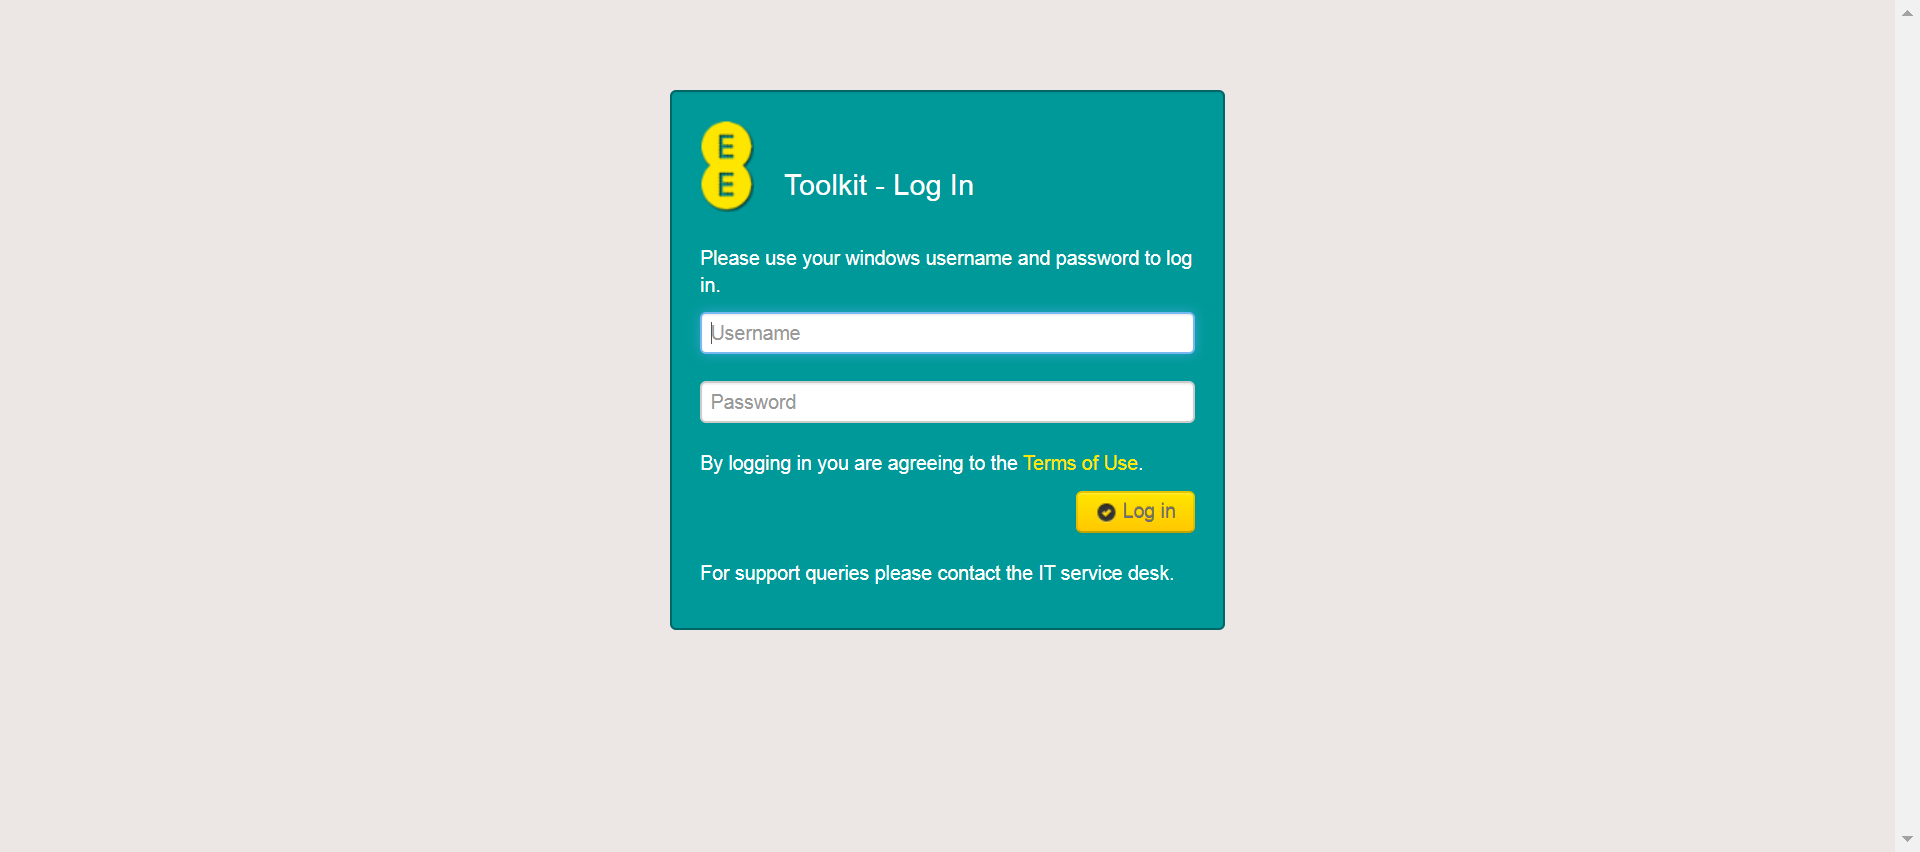 E
E
Toolkit - Log In
Please use your windows username and password to log
in.
Username
Password
By logging in you are agreeing to the Terms of Use.
Log in
For support queries please contact the IT service desk.